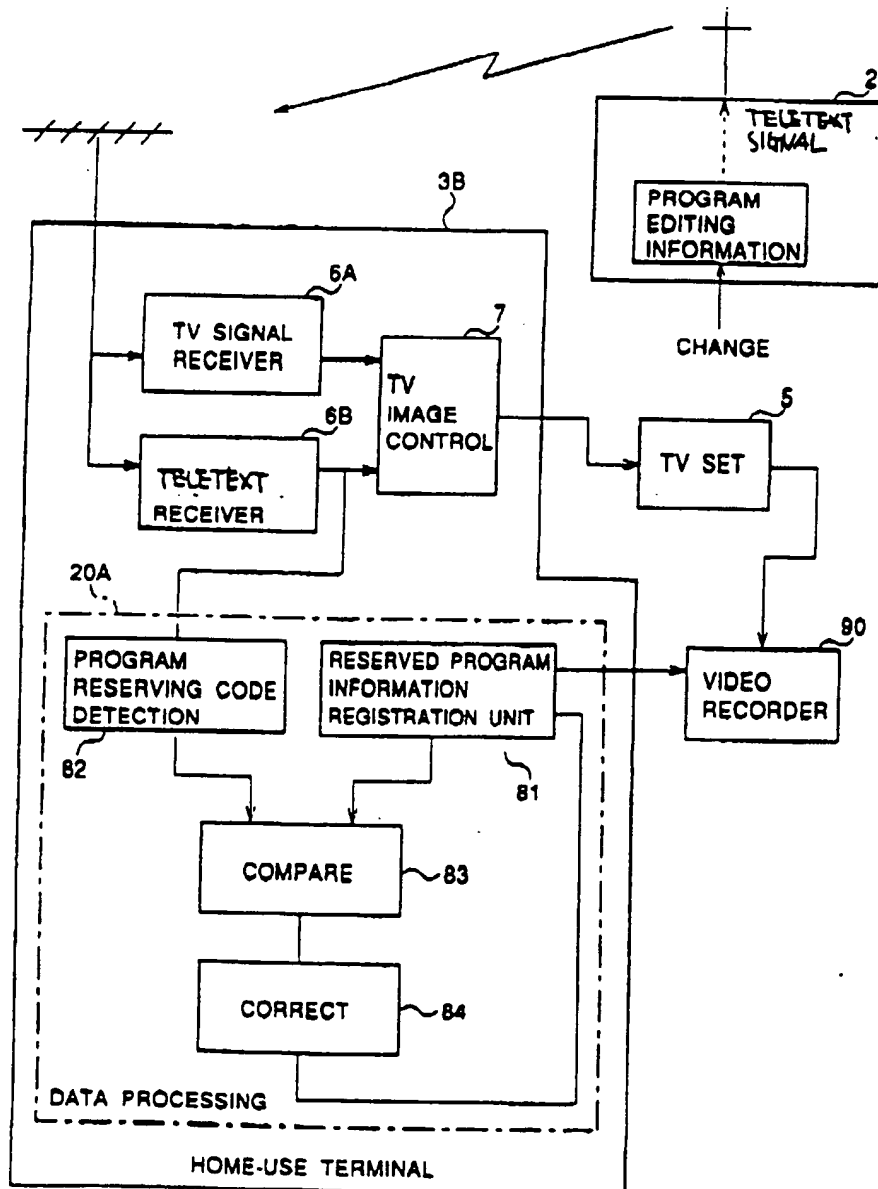 2
TELETEXT
SIGNAL
PROGRAM
EDITING
INFORMATION
CHANGE
3B
6A
TV SIGNAL
RECEIVER
7
TV
IMAGE
CONTROL
6B
TELETEXT
RECEIVER
5
TV SET
20A
PROGRAM
RESERVING CODE
DETECTION
82
RESERVED PROGRAM
INFORMATION
REGISTRATION UNIT
81
90
VIDEO
RECORDER
COMPARE
83
CORRECT
84
DATA PROCESSING
HOME-USE TERMINAL